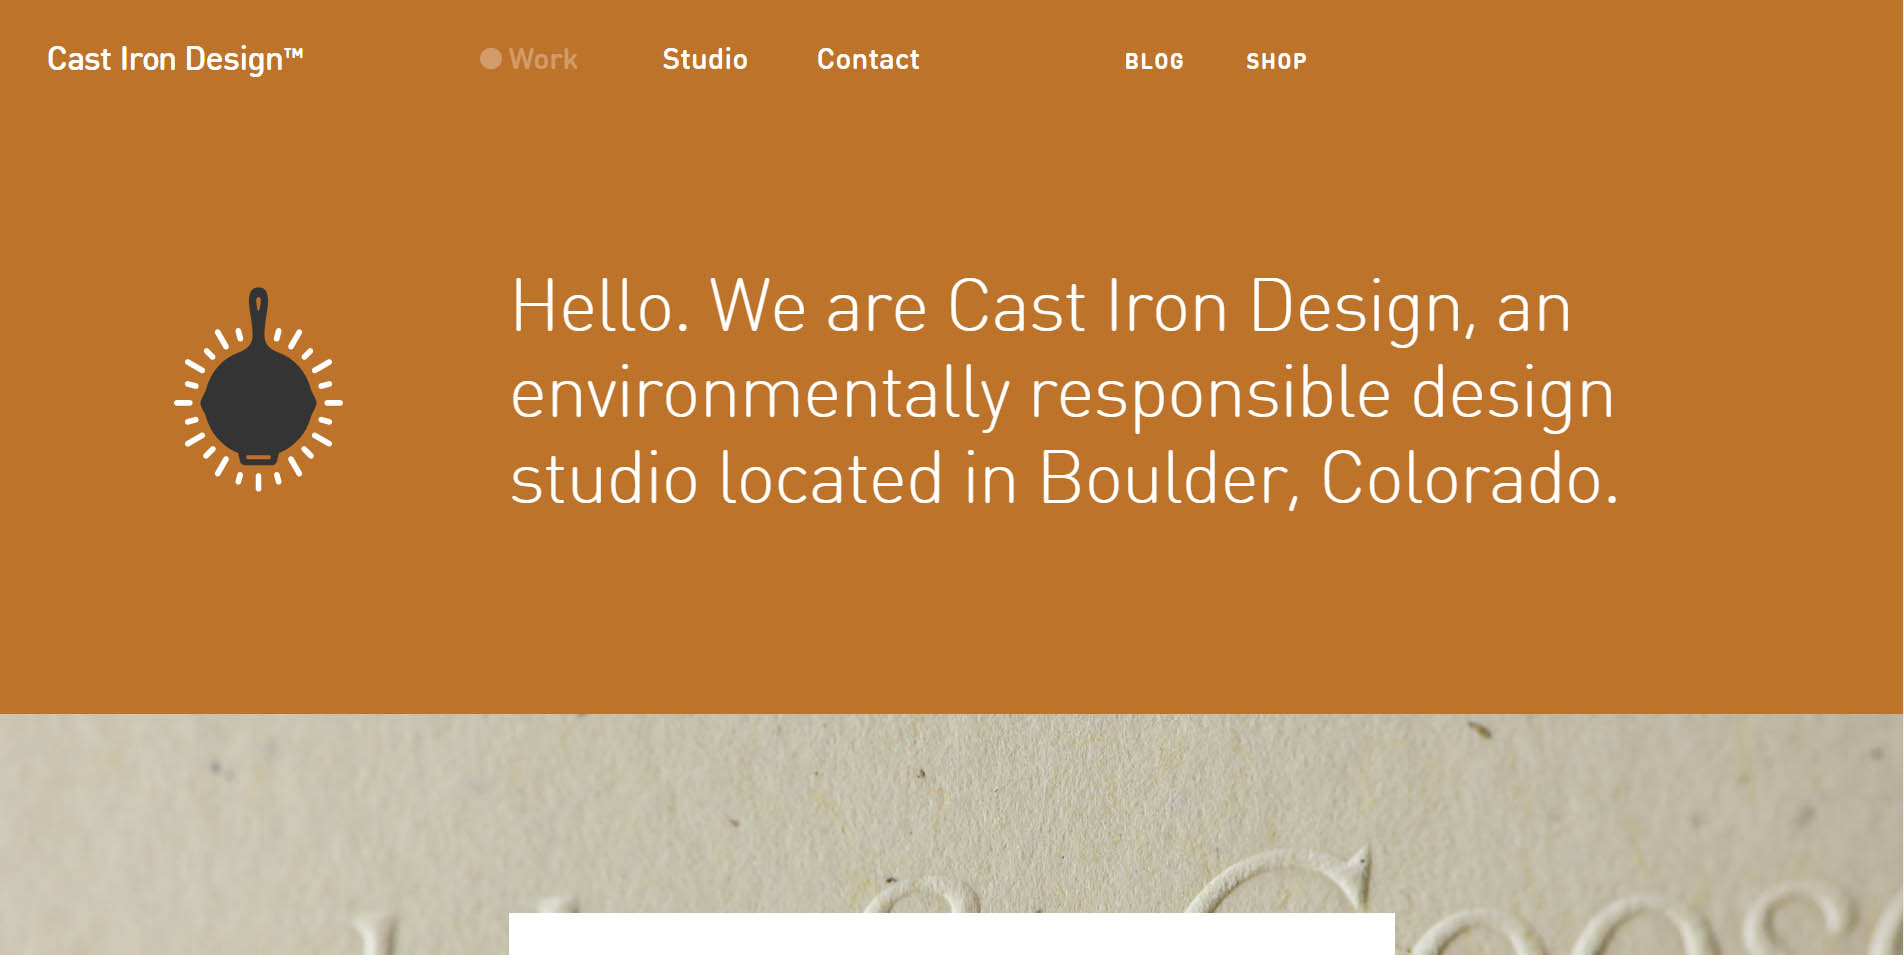 Cast Iron Design™
Work
Studio
Contact
BLOG
SHOP
Hello. We are Cast Iron Design, an
environmentally responsible design
studio located in Boulder, Colorado.